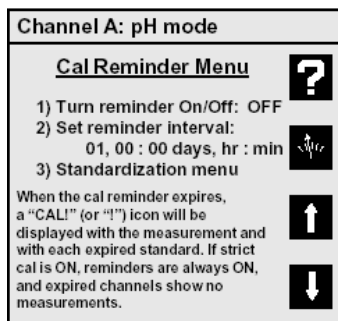 Channel A: pH mode
Cal Reminder Menu
?
1) Turn reminder On/Off: OFF
2) Set reminder interval:
01, 00 : 00 days, hr : min
3) Standardization menu
When the cal reminder expires,
a “CAL!” (or “!”) icon will be
displayed with the measurement and
with each expired standard. If strict
cal is ON, reminders are always ON,
and expired channels show no
measurements.